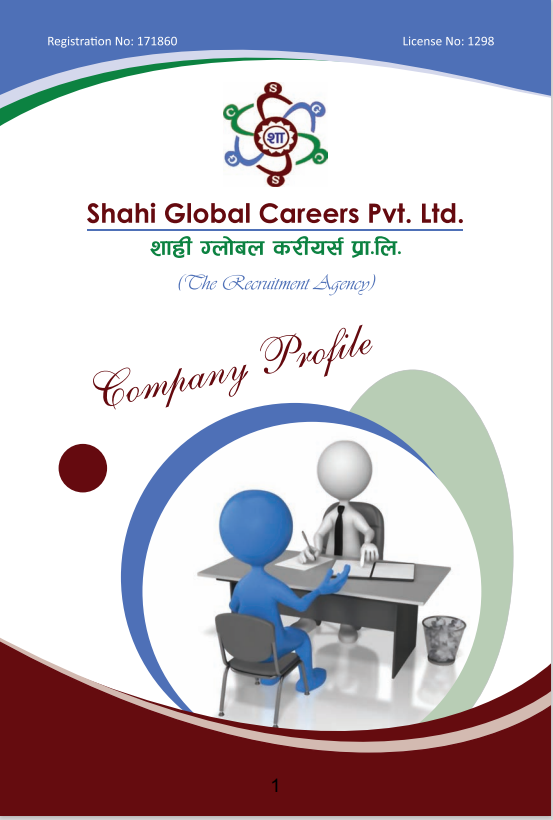 Registration No: 171860
License No: 1298
S
G
C
शा
G
S
S
Shahi Global Careers Pvt. Ltd.
शाही ग्लोबल करीयर्स प्रा.लि.
(The Recruitment Agency)
Company Profile
1